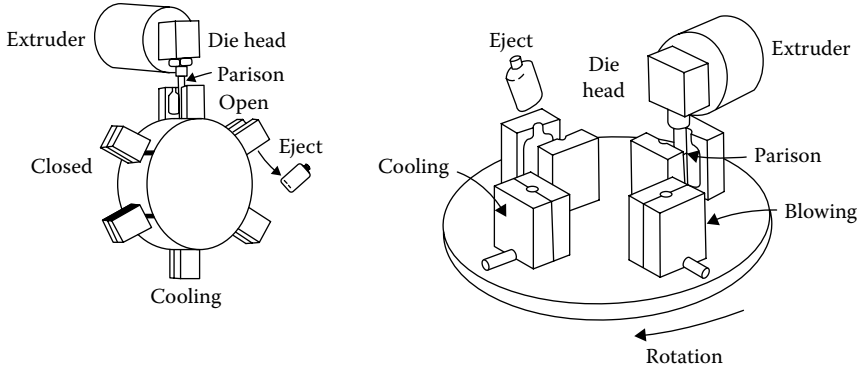 Extruder
Die head
Parison
Open
Eject
Closed
Cooling
Eject
Die
head
Extruder
Cooling
Parison
Blowing
Rotation